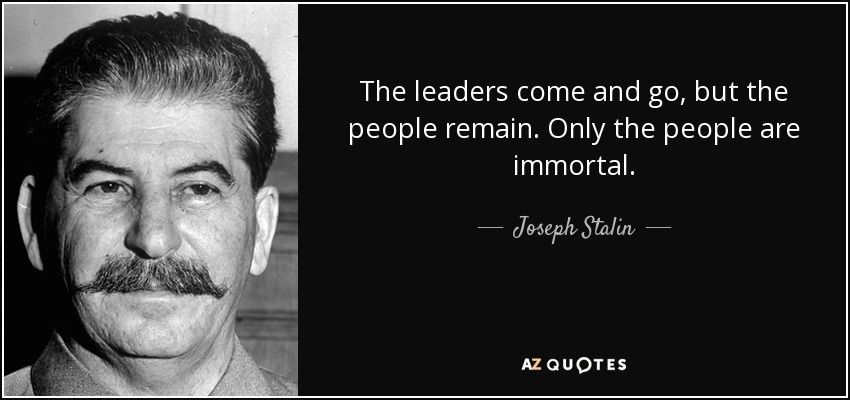 The leaders come and go, but the
people remain. Only the people are
immortal.
— Joseph Stalin —
AZ QUOTES